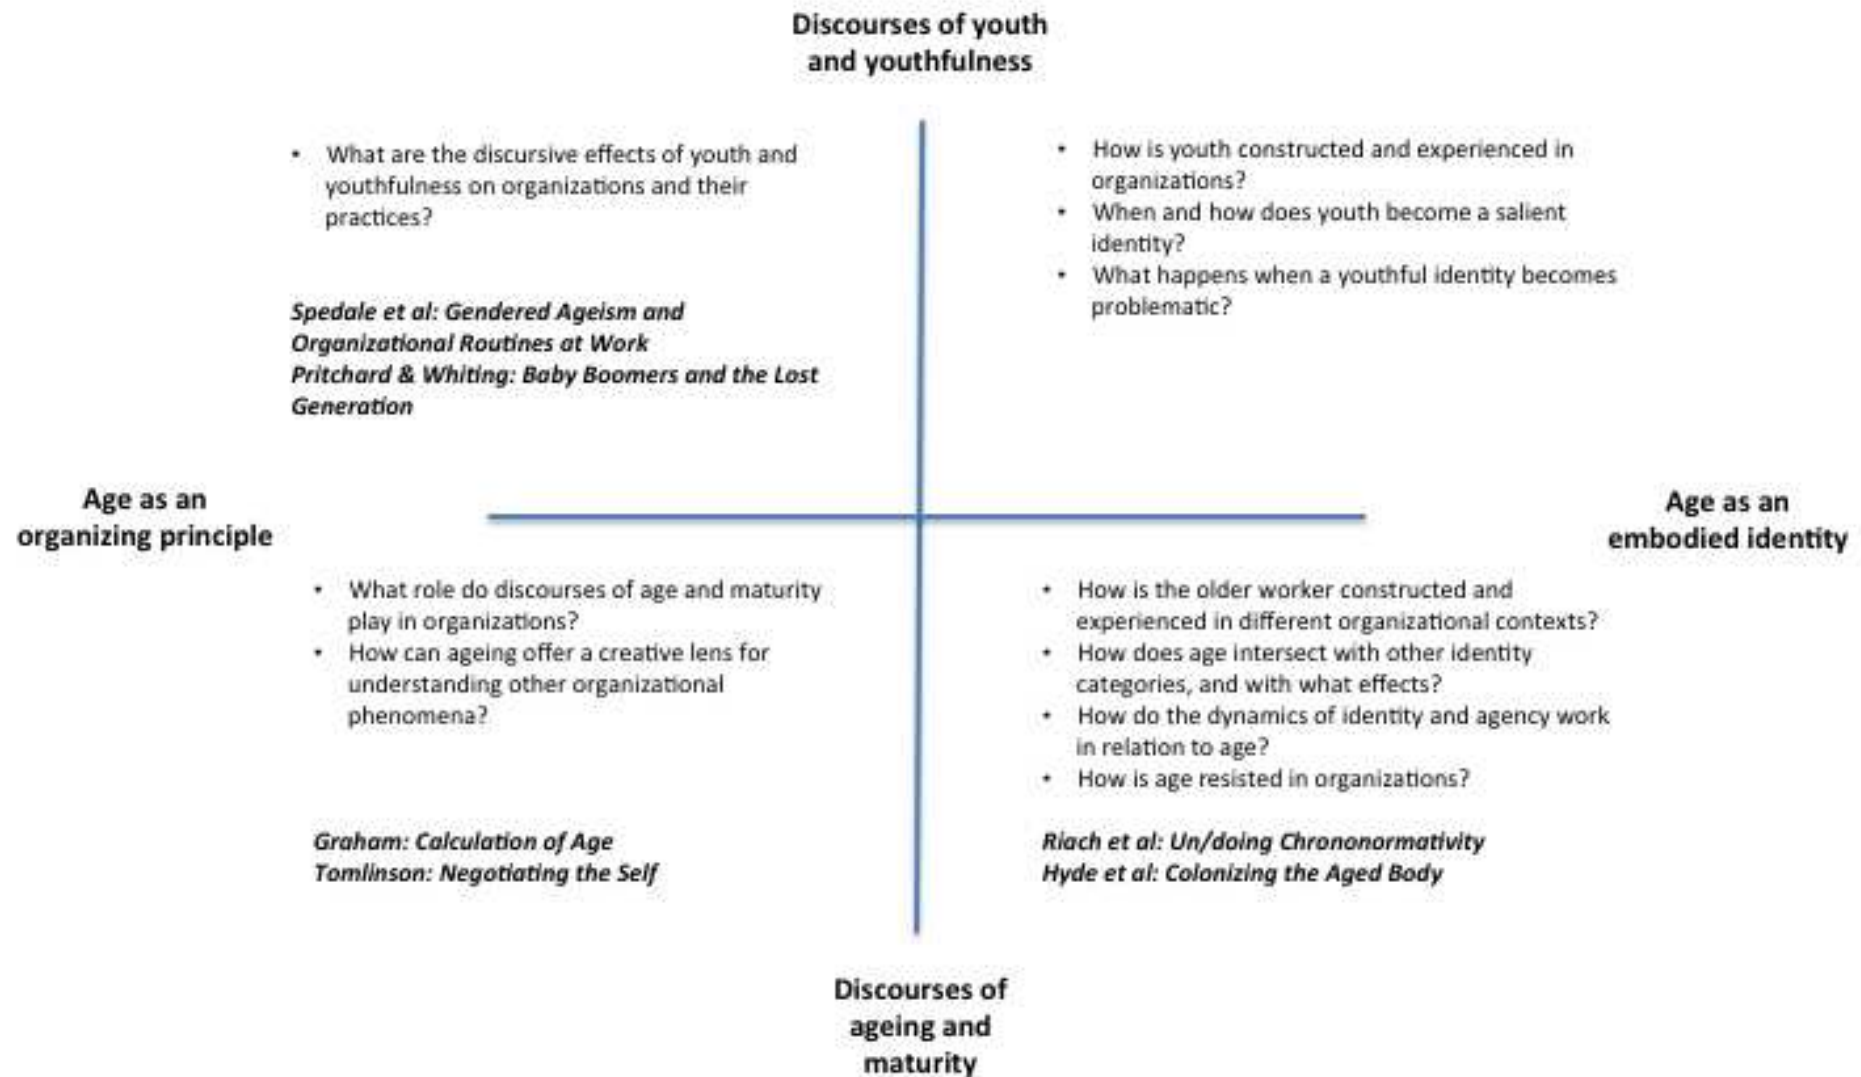 Discourses of youth
and youthfulness
• What are the discursive effects of youth and
youthfulness on organizations and their
practices?
Spedale et al: Gendered Ageism and
Organizational Routines at Work
Pritchard & Whiting: Baby Boomers and the Lost
Generation
• How is youth constructed and experienced in
organizations?
• When and how does youth become a salient
identity?
• What happens when a youthful identity becomes
problematic?
Age as an
organizing principle
Age as an
embodied identity
• What role do discourses of age and maturity
play in organizations?
• How can ageing offer a creative lens for
understanding other organizational
phenomena?
Graham: Calculation of Age
Tomlinson: Negotiating the Self
• How is the older worker constructed and
experienced in different organizational contexts?
• How does age intersect with other identity
categories, and with what effects?
• How do the dynamics of identity and agency work
in relation to age?
• How is age resisted in organizations?
Riach et al: Un/doing Chrononormativity
Hyde et al: Colonizing the Aged Body
Discourses of
ageing and
maturity